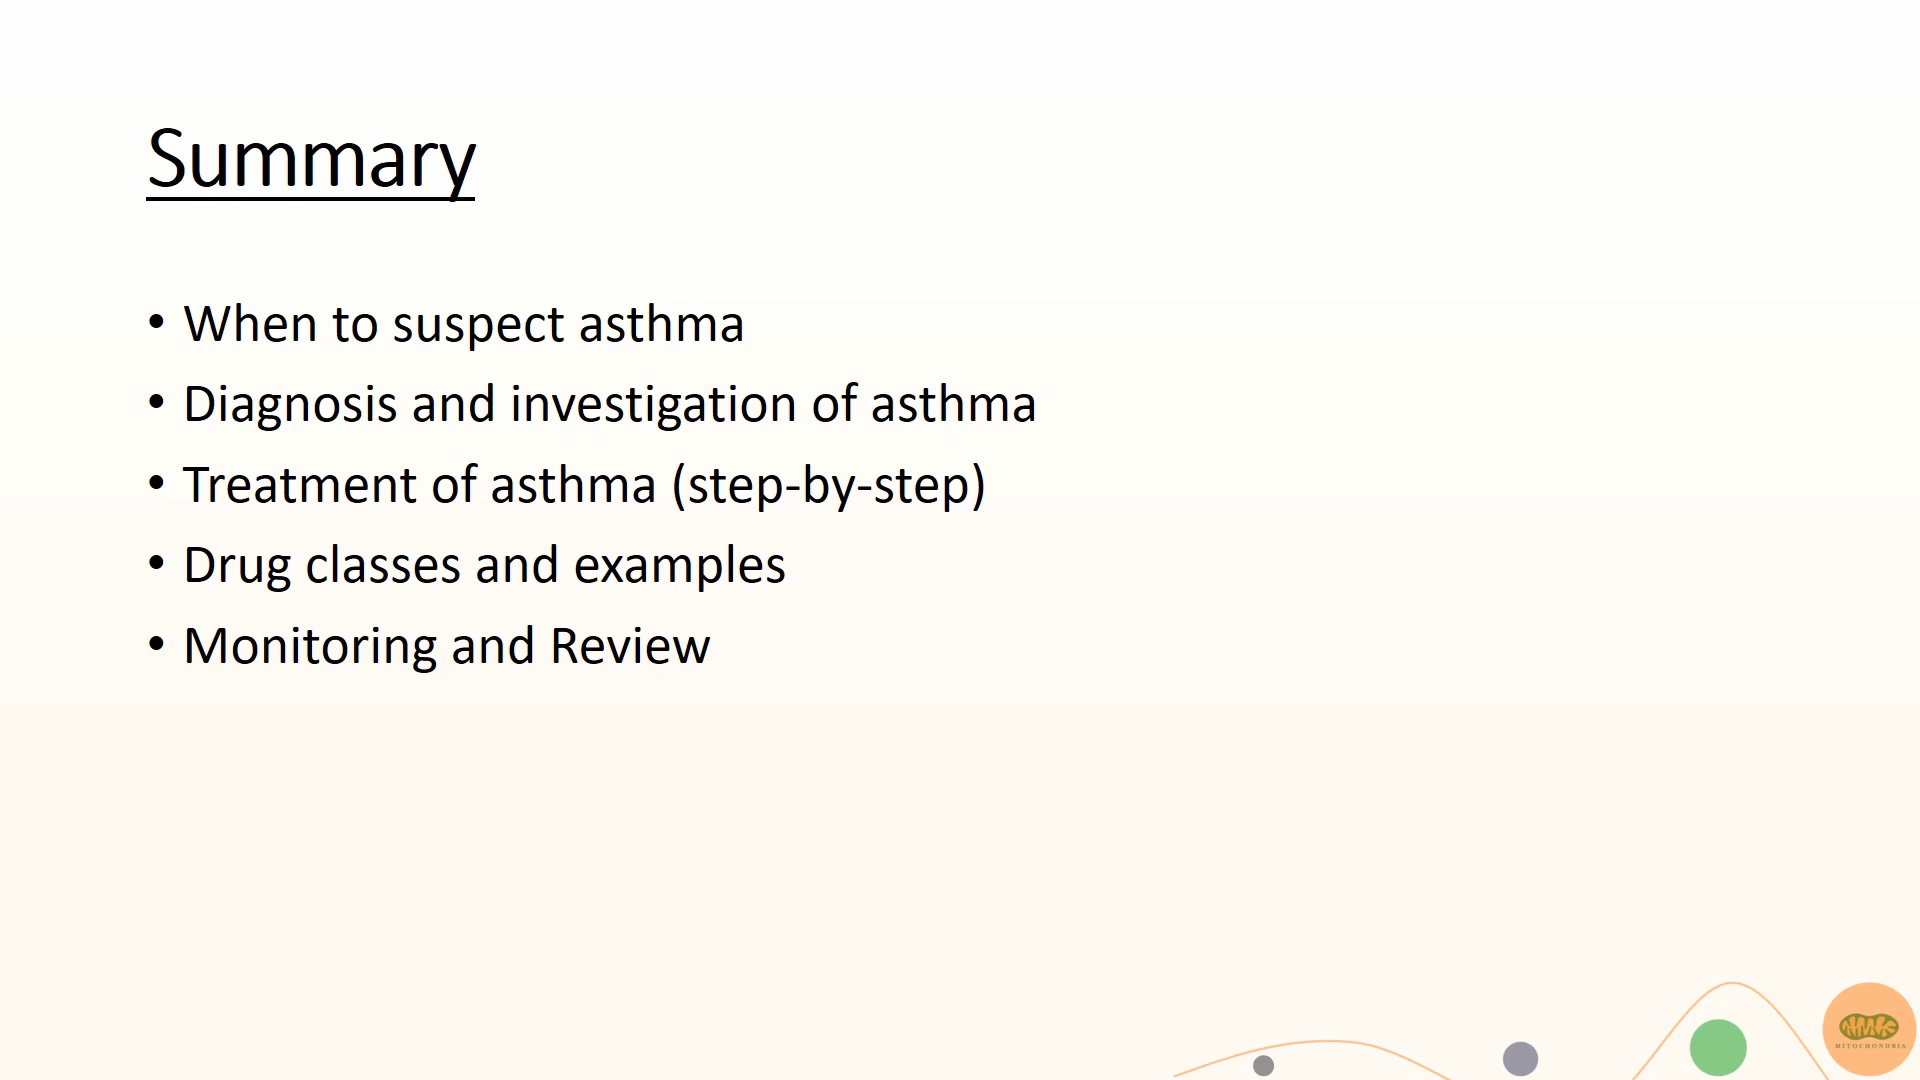 Summary
• When to suspect asthma
• Diagnosis and investigation of asthma
• Treatment of asthma (step-by-step)
• Drug classes and examples
• Monitoring and Review
MITOCHONDRIA